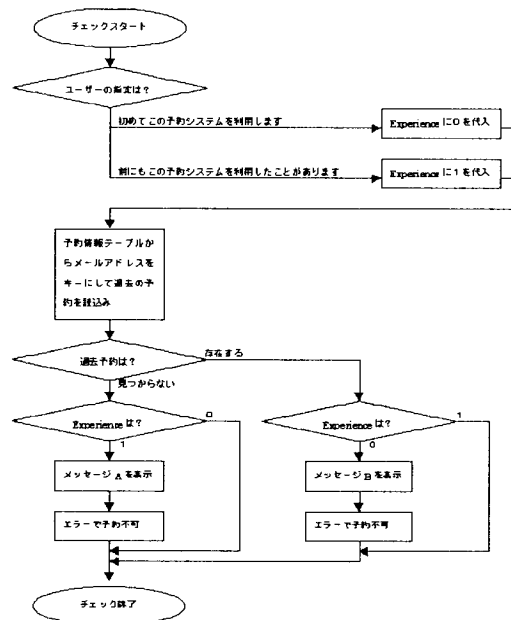 チェックスタート
ユーザーの指定は？
初めてこの予約システムを利用します
Experienceに0を代入
前にもこの予約システムを利用したことがあります
Experienceに1を代入
予約情報テーブルか
らメールアドレスを
キーにして過去の予
約を読込み
過去予約は？
存在する
見つからない
Experienceは？
0
1
Experienceは？
1
0
メッセージAを表示
メッセージBを表示
エラーで予約不可
エラーで予約不可
チェック終了